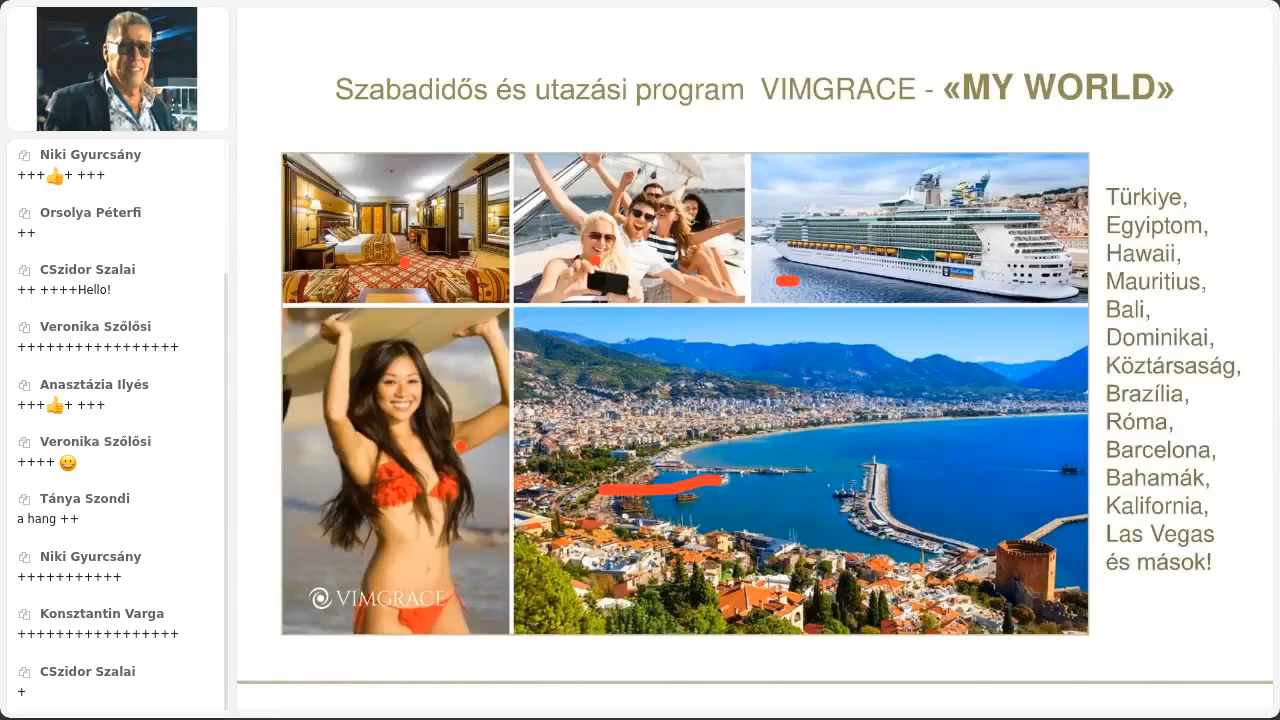 Niki Gyurcsány
+++👍+ +++
Orsolya Péterfi
++
CSzidor Szalai
++ ++++Hello!
Veronika Szőlősi
+++++++++++++++++
Anasztázia Ilyés
+++👍+ +++
Veronika Szőlősi
++++ 😀
Tánya Szondi
a hang ++
Niki Gyurcsány
+++++++++++
Konsztantin Varga
+++++++++++++++++
CSzidor Szalai
+
Szabadidős és utazási program VIMGRACE - «MY WORLD»
Türkiye,
Egyiptom,
Hawaii,
Mauritius,
Bali,
Dominikai,
Köztársaság,
Brazília,
Róma,
Barcelona,
Bahamák,
Kalifornia,
Las Vegas
és mások!
VIMGRACE